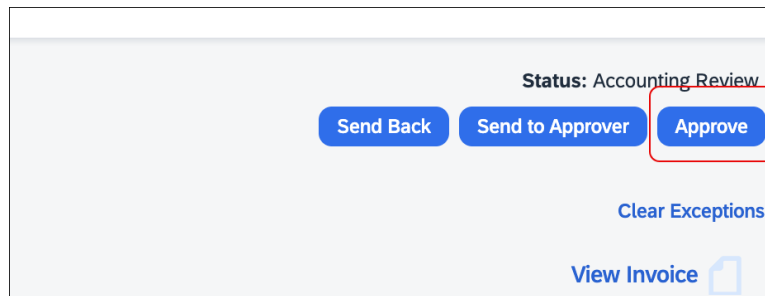 Status: Accounting Review
Send Back Send to Approver Approve
Clear Exceptions
View Invoice